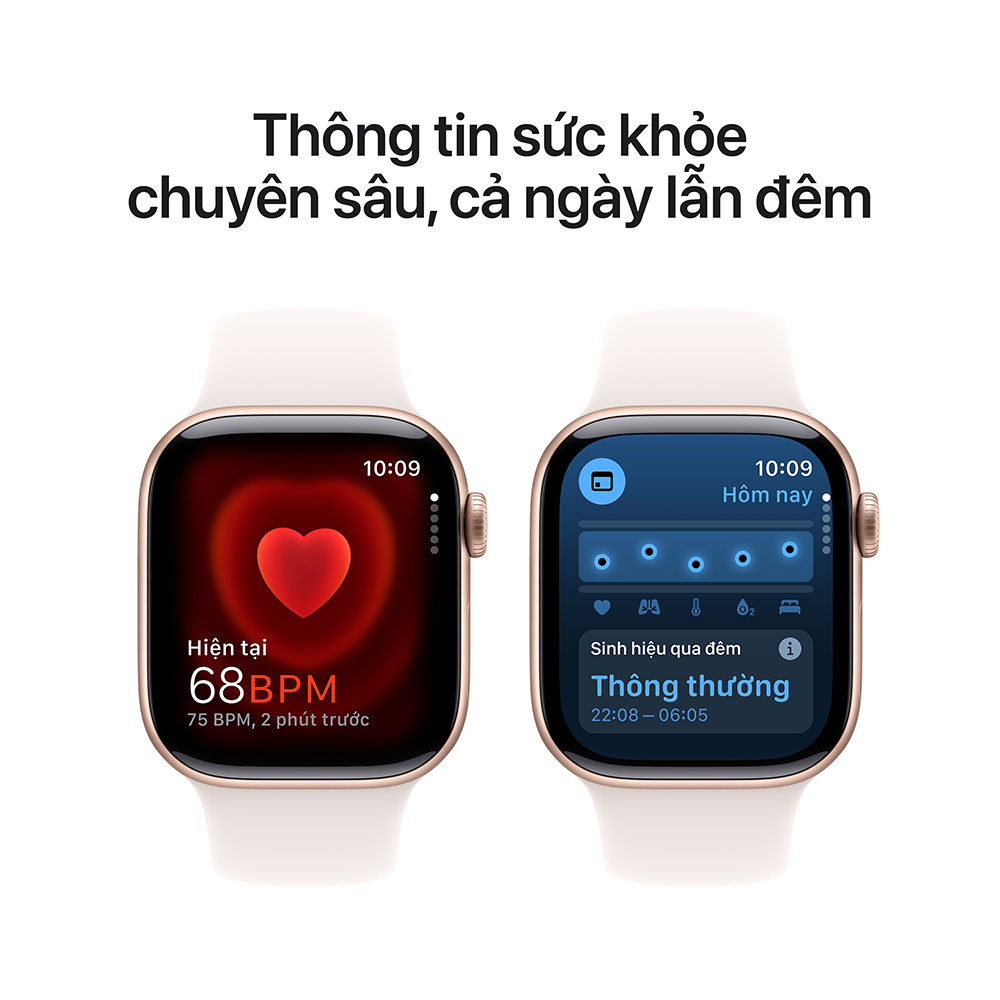 Thông tin sức khỏe
chuyên sâu, cả ngày lẫn đêm
10:09
Hiện tại
68BPM
75 BPM, 2 phút trước
10:09
Hôm nay
O2
Sinh hiệu qua đêm
Thông thường
22:08 – 06:05